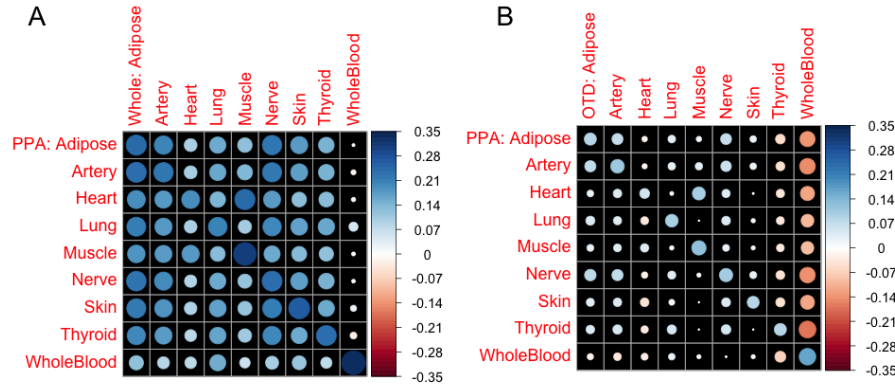 A
Whole: Adipose
Artery
Heart
Lung
Muscle
Nerve
Skin
Thyroid
WholeBlood
PPA: Adipose
Artery
Heart
Lung
Muscle
Nerve
Skin
Thyroid
WholeBlood
0.35
0.28
0.21
0.14
0.07
0
-0.07
-0.14
-0.21
-0.28
-0.35
B
OTD: Adipose
Artery
Heart
Lung
Muscle
Nerve
Skin
Thyroid
WholeBlood
PPA: Adipose
Artery
Heart
Lung
Muscle
Nerve
Skin
Thyroid
WholeBlood
0.35
0.28
0.21
0.14
0.07
0
-0.07
-0.14
-0.21
-0.28
-0.35